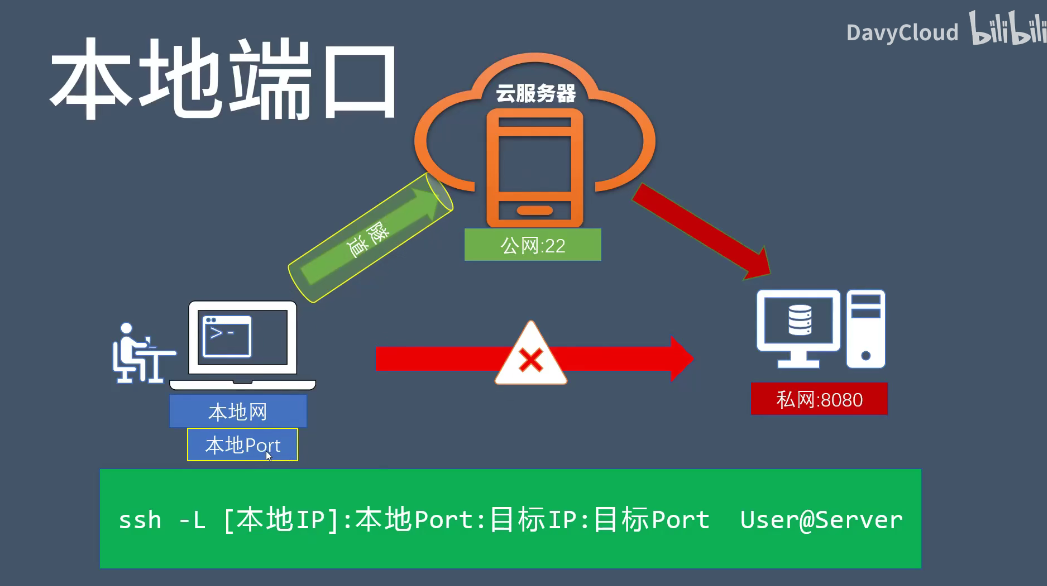 DavyCloud bilibili
本地端口
云服务器
隧道
公网:22
>-
私网:8080
本地网
本地Port
ssh -L [本地IP]:本地Port:目标IP:目标Port User@Server